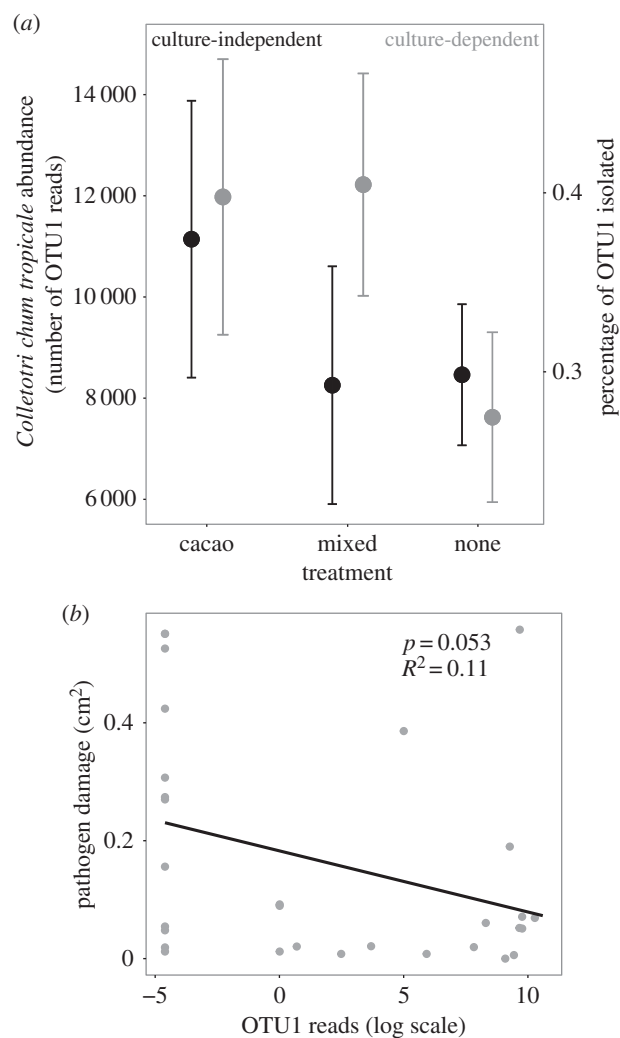 (a)
culture-independent
culture-dependent
Colletotri chum tropicale abundance
(number of OTU1 reads)
14 000
12 000
10 000
8 000
6 000
0.4
0.3
percentage of OTU1 isolated
cacao
mixed
none
treatment
(b)
p = 0.053
R² = 0.11
pathogen damage (cm²)
0.4
0.2
0
−5
0
5
10
OTU1 reads (log scale)